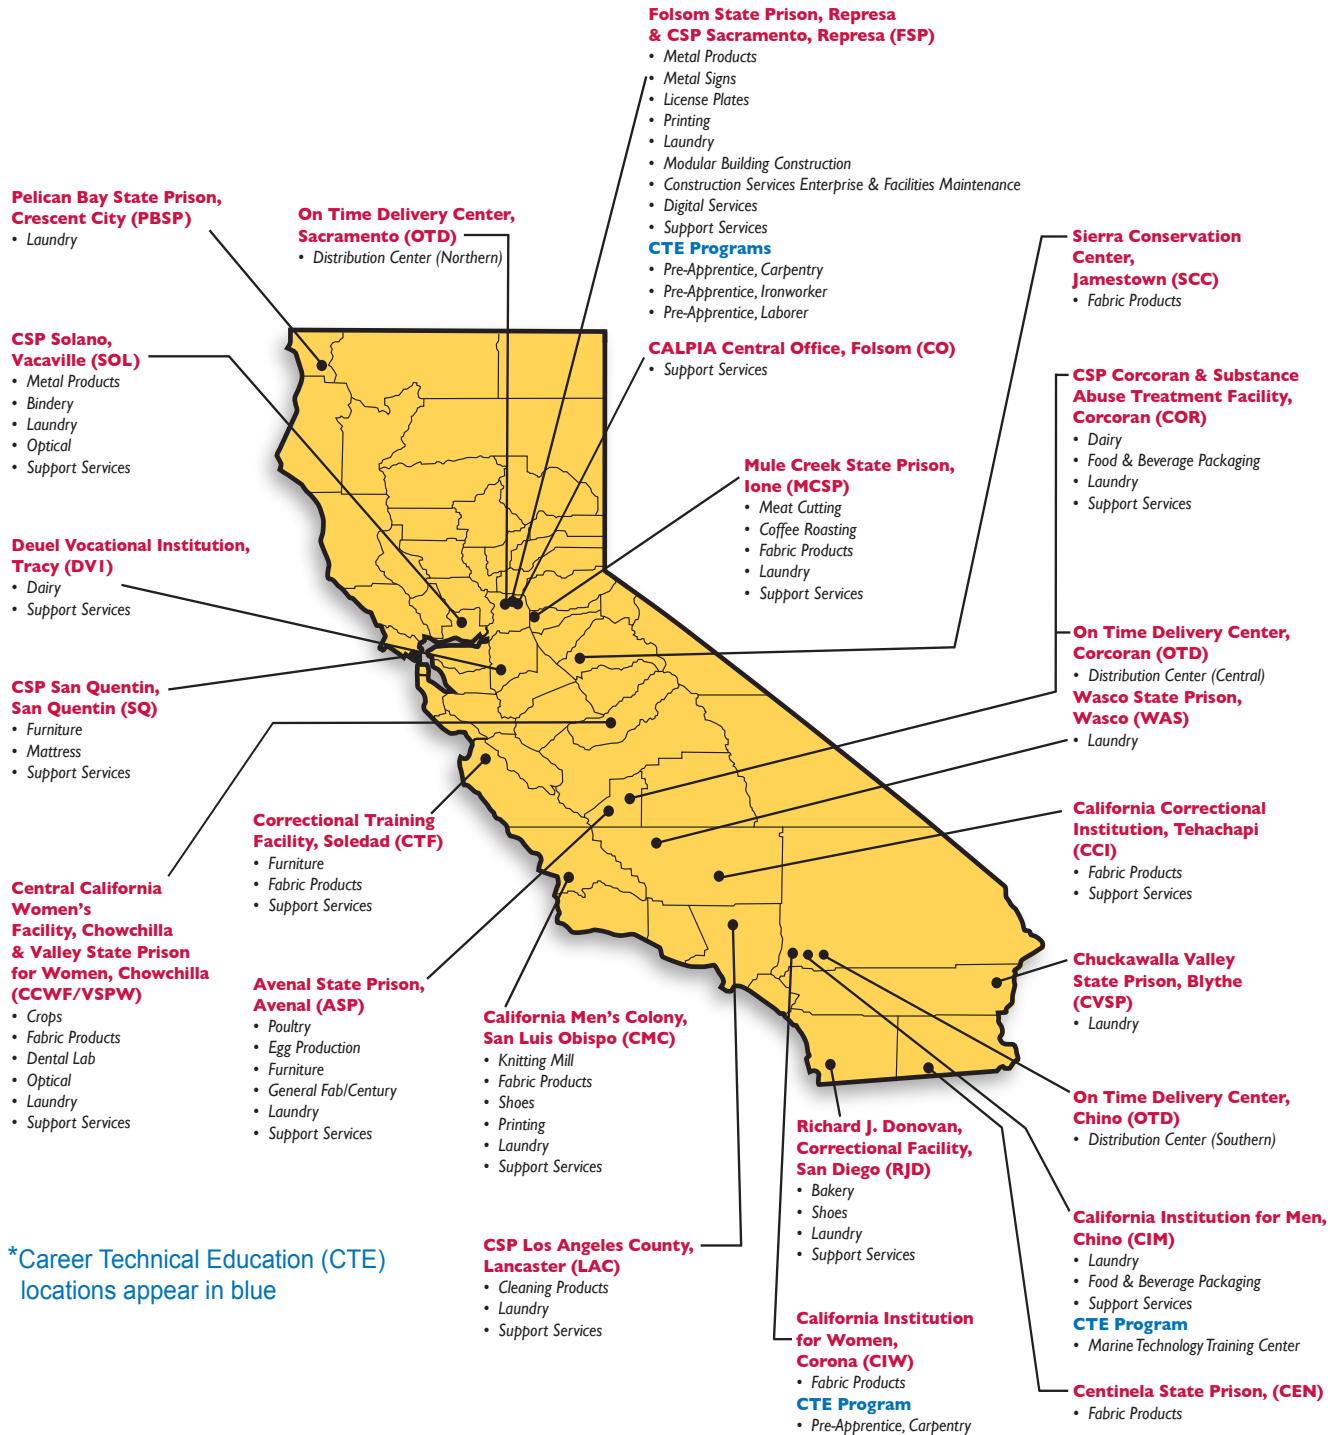 Folsom State Prison, Represa
& CSP Sacramento, Represa (FSP)
• Metal Products
• Metal Signs
• License Plates
• Printing
• Laundry
• Modular Building Construction
• Construction Services Enterprise & Facilities Maintenance
• Digital Services
• Support Services
CTE Programs
• Pre-Apprentice, Carpentry
• Pre-Apprentice, Ironworker
• Pre-Apprentice, Laborer
Pelican Bay State Prison,
Crescent City (PBSP)
• Laundry
On Time Delivery Center,
Sacramento (OTD)
• Distribution Center (Northern)
Sierra Conservation
Center,
Jamestown (SCC)
• Fabric Products
CSP Solano,
Vacaville (SOL)
• Metal Products
• Bindery
• Laundry
• Optical
• Support Services
CALPIA Central Office, Folsom (CO)
• Support Services
CSP Corcoran & Substance
Abuse Treatment Facility,
Corcoran (COR)
• Dairy
• Food & Beverage Packaging
• Laundry
• Support Services
Mule Creek State Prison,
Ione (MCSP)
• Meat Cutting
• Coffee Roasting
• Fabric Products
• Laundry
• Support Services
Deuel Vocational Institution,
Tracy (DVI)
• Dairy
• Support Services
On Time Delivery Center,
Corcoran (OTD)
• Distribution Center (Central)
Wasco State Prison,
Wasco (WAS)
• Laundry
CSP San Quentin,
San Quentin (SQ)
• Furniture
• Mattress
• Support Services
Correctional Training
Facility, Soledad (CTF)
• Furniture
• Fabric Products
• Support Services
California Correctional
Institution, Tehachapi
(CCI)
• Fabric Products
• Support Services
Central California
Women's
Facility, Chowchilla
& Valley State Prison
for Women, Chowchilla
(CCWF/VSPW)
• Crops
• Fabric Products
• Dental Lab
• Optical
• Laundry
• Support Services
Avenal State Prison,
Avenal (ASP)
• Poultry
• Egg Production
• Furniture
• General Fab/Century
• Laundry
• Support Services
California Men's Colony,
San Luis Obispo (CMC)
• Knitting Mill
• Fabric Products
• Shoes
• Printing
• Laundry
• Support Services
Chuckawalla Valley
State Prison, Blythe
(CVSP)
• Laundry
On Time Delivery Center,
Chino (OTD)
• Distribution Center (Southern)
Richard J. Donovan,
Correctional Facility,
San Diego (RJD)
• Bakery
• Shoes
• Laundry
• Support Services
California Institution for Men,
Chino (CIM)
• Laundry
• Food & Beverage Packaging
• Support Services
CTE Program
• Marine Technology Training Center
CSP Los Angeles County,
Lancaster (LAC)
• Cleaning Products
• Laundry
• Support Services
*Career Technical Education (CTE)
locations appear in blue
California Institution
for Women,
Corona (CIW)
• Fabric Products
CTE Program
• Pre-Apprentice, Carpentry
Centinela State Prison, (CEN)
• Fabric Products